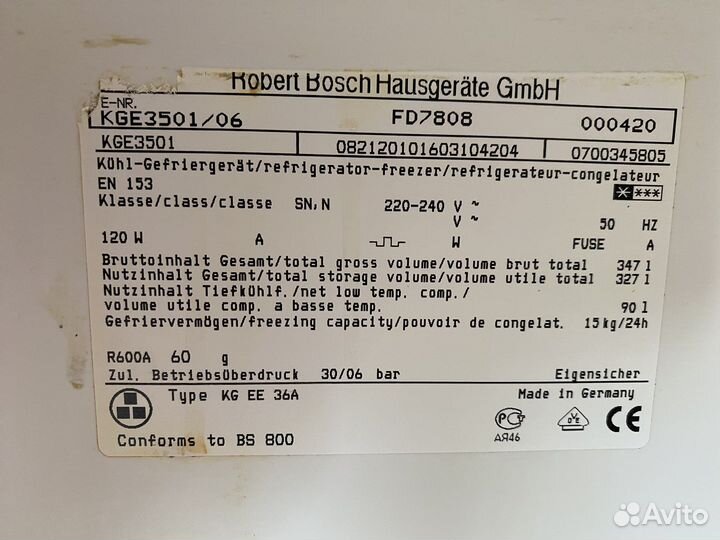 Robert Bosch Hausgeräte GmbH
E-NR.
KGE3501/06 FD7808 000420
KGE3501 082120101603104204 0700345805
Kühl-Gefriergerät/refrigerator-freezer/refrigerateur-congelateur
EN 153 * ***
Klasse/class/classe SN,N 220-240 V ~
V ~ 50 HZ
120 W A W FUSE A
Bruttoinhalt Gesamt/total gross volume/volume brut total 347 l
Nutzinhalt Gesamt/total storage volume/volume utile total 327 l
Nutzinhalt Tiefkühlf./net low temp. comp./
volume utile comp. a basse temp. 90 l
Gefriervermögen/freezing capacity/pouvoir de congelat. 15 kg/24h
R600A 60 g
Zul. Betriebsüberdruck 30/06 bar Eigensicher
Type KG EE 36A Made in Germany
PC DVE CE
АЯ46
Conforms to BS 800
Avito